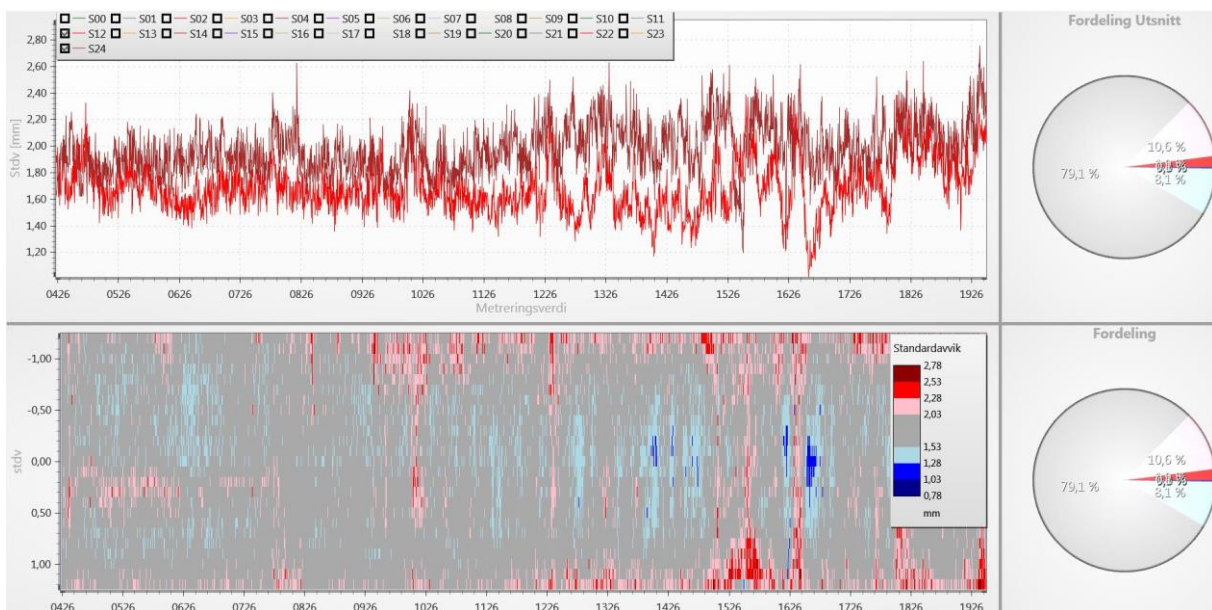 S00 S01 S02 S03 S04 S05 S06 S07 S08 S09 S10 S11
S12 S13 S14 S15 S16 S17 S18 S19 S20 S21 S22 S23
S24
2,80
2,60
2,40
2,20
2,00
1,80
1,60
1,40
1,20
Stdv [mm]
0426 0526 0626 0726 0826 0926 1026 1126 1226 1326 1426 1526 1626 1726 1826 1926
Metreringsverdi
Fordeling Utsnitt
10,6 %
79,1 %
8,1 %
-1,00
-0,50
0,00
0,50
1,00
stdv
Standardavvik
2,78
2,53
2,28
2,03
1,53
1,28
1,03
0,78
mm
0426 0526 0626 0726 0826 0926 1026 1126 1226 1326 1426 1526 1626 1726 1826 1926
Fordeling
10,6 %
79,1 %
8,1 %